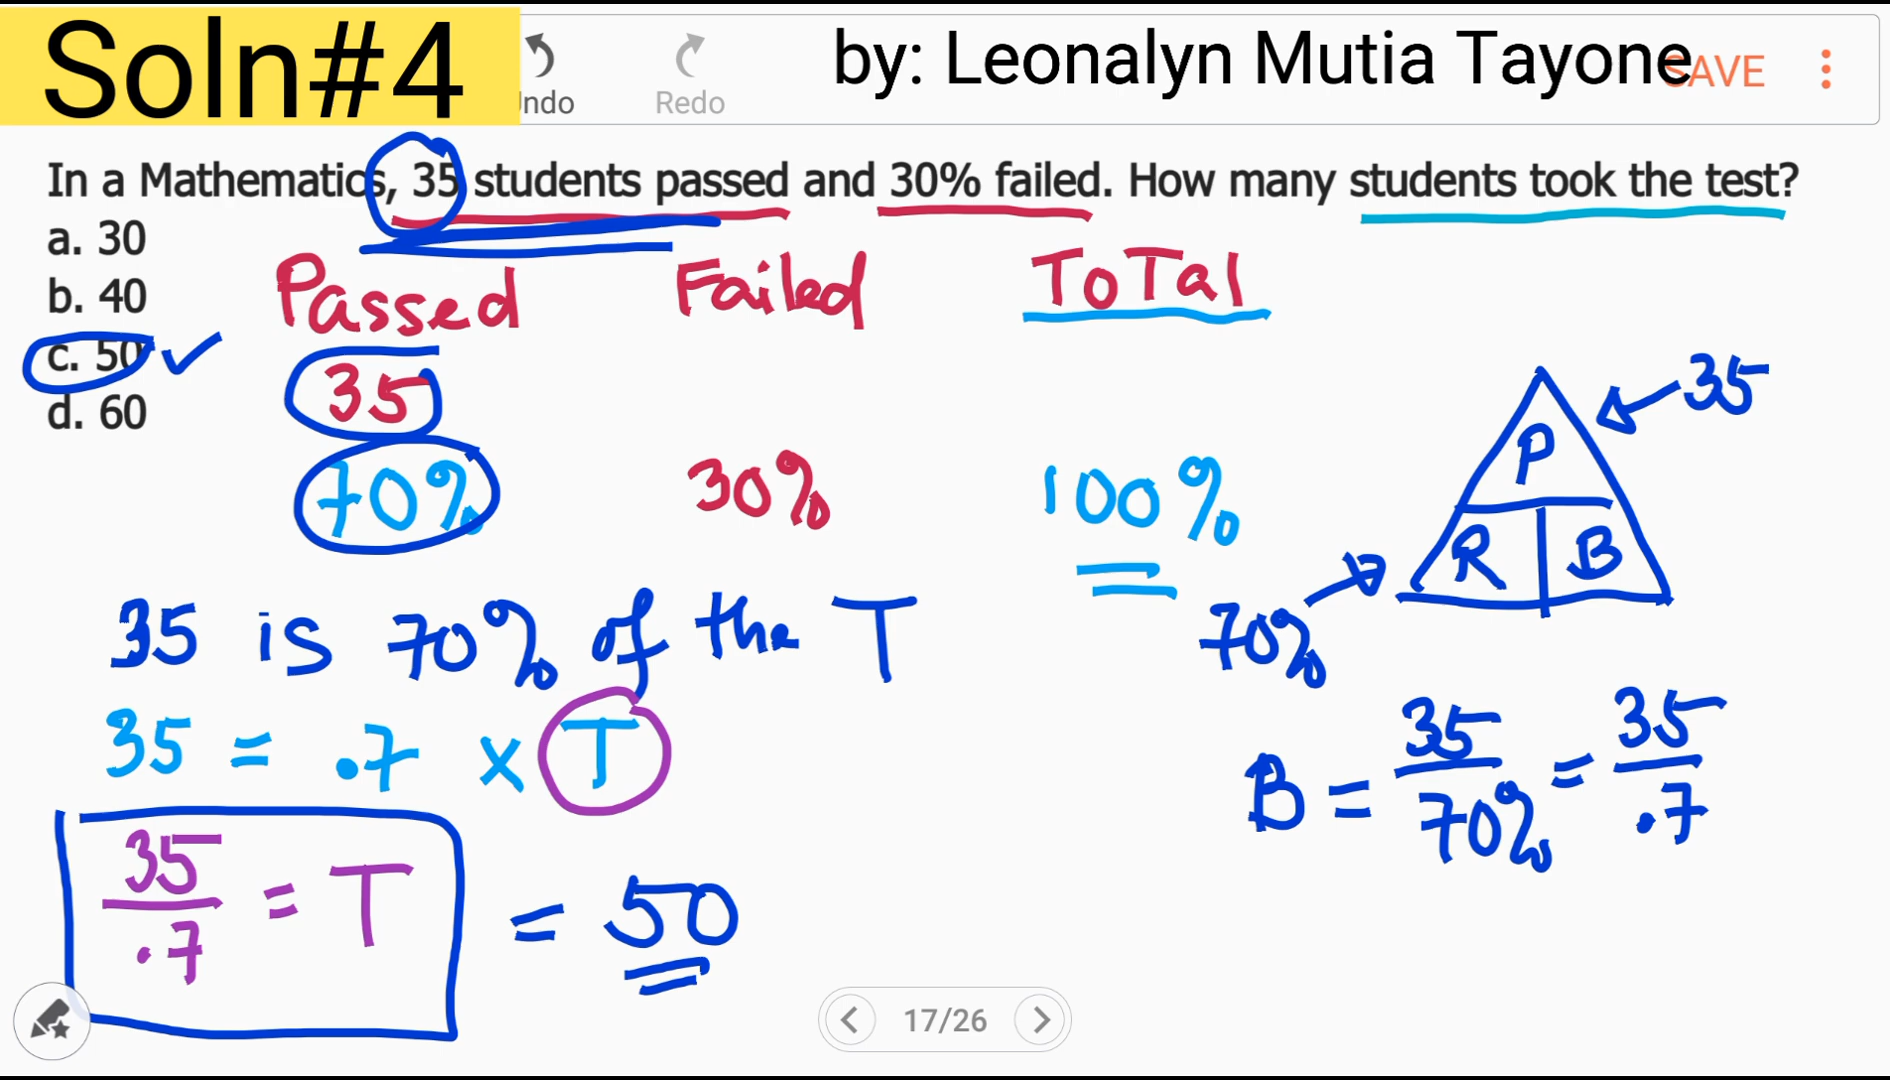 Soln#4
Undo
Redo
by: Leonalyn Mutia Tayone
SAVE
In a Mathematics, 35 students passed and 30% failed. How many students took the test?
a. 30
b. 40
c. 50
d. 60
Passed Failed ToTal
35
70% 30% 100%
35
P
R B
70%
35 is 70% of the T
35 = .7 x T
35/.7 = T = 50
B = 35/70% = 35/.7
17/26